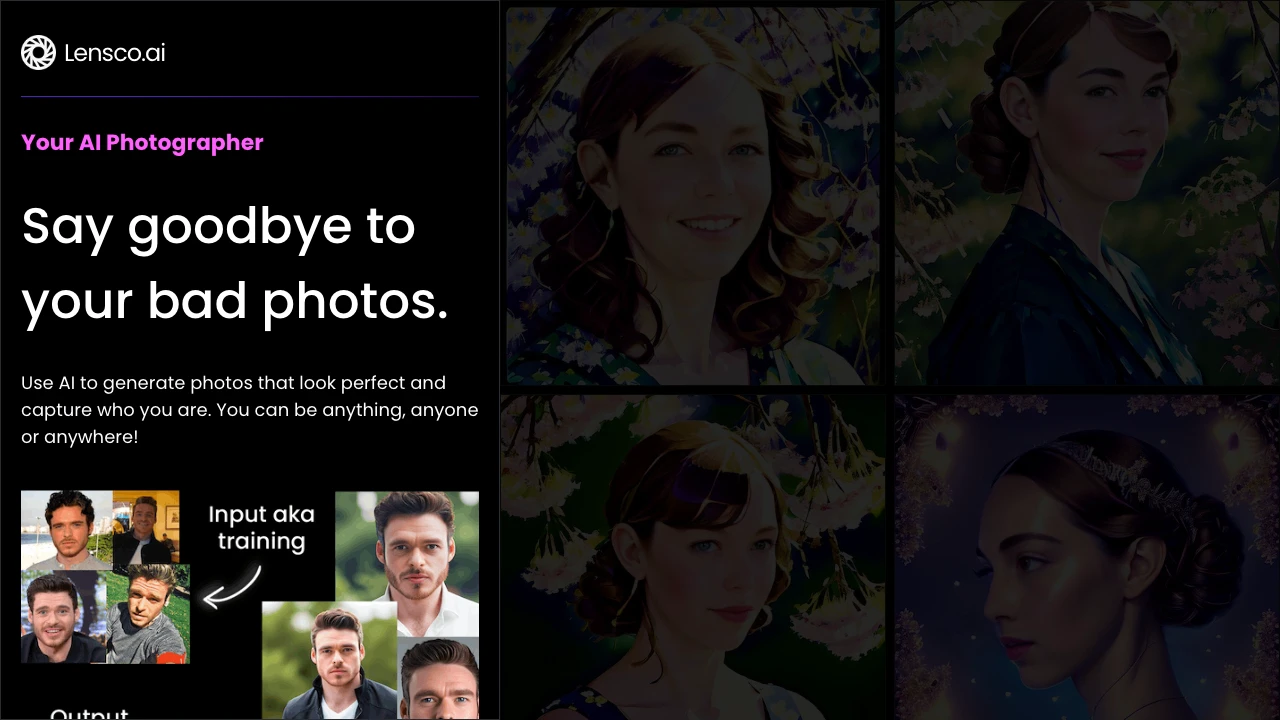 Lensco.ai
Your AI Photographer
Say goodbye to
your bad photos.
Use AI to generate photos that look perfect and
capture who you are. You can be anything, anyone
or anywhere!
Input aka
training
Output